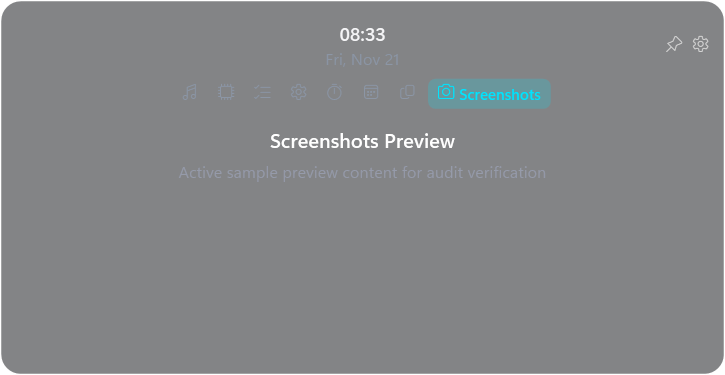 08:33
Fri, Nov 21
Screenshots
Screenshots Preview
Active sample preview content for audit verification